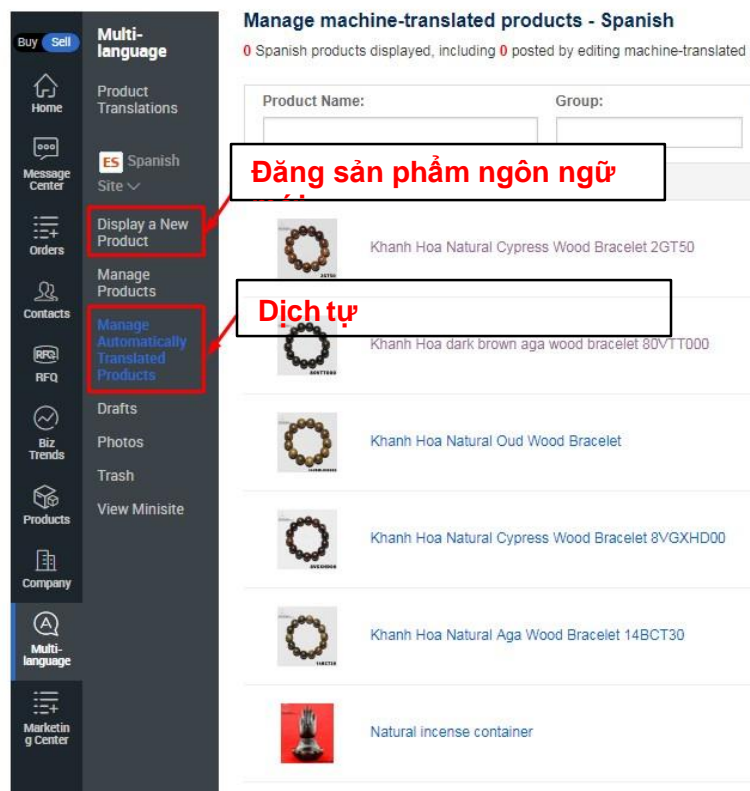 Buy Sell
Home
Message
Center
Orders
Contacts
RFQ
RFQ
Biz
Trends
Products
Company
Multi-
language
Marketin
g Center
Multi-
language
Product
Translations
ES Spanish
Site
Display a New
Product
Manage
Products
Manage
Automatically
Translated
Products
Drafts
Photos
Trash
View Minisite
Manage machine-translated products - Spanish
0 Spanish products displayed, including 0 posted by editing machine-translated
Product Name:
Group:
Đăng sản phẩm ngôn ngữ
Khanh Hoa Natural Cypress Wood Bracelet 2GT50
Dịch tự
Khanh Hoa dark brown aga wood bracelet 80VTT000
Khanh Hoa Natural Oud Wood Bracelet
Khanh Hoa Natural Cypress Wood Bracelet 8VGXHD00
Khanh Hoa Natural Aga Wood Bracelet 14BCT30
Natural incense container